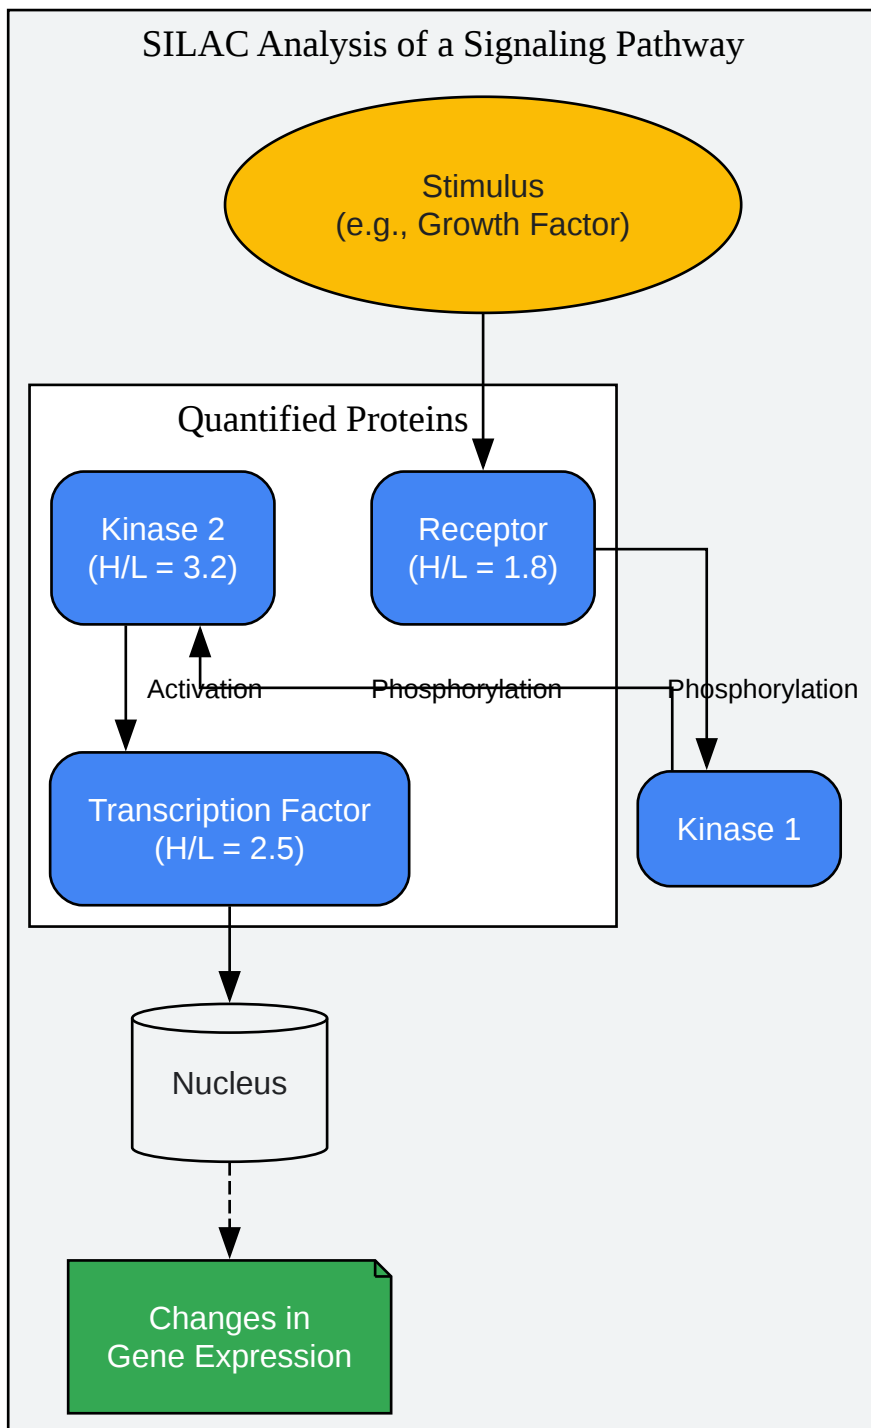 SILAC Analysis of a Signaling Pathway
Stimulus
(e.g., Growth Factor)
Quantified Proteins
Kinase 2
(H/L = 3.2)
Receptor
(H/L = 1.8)
Activation
Phosphorylation
Phosphorylation
Transcription Factor
(H/L = 2.5)
Kinase 1
Nucleus
Changes in
Gene Expression